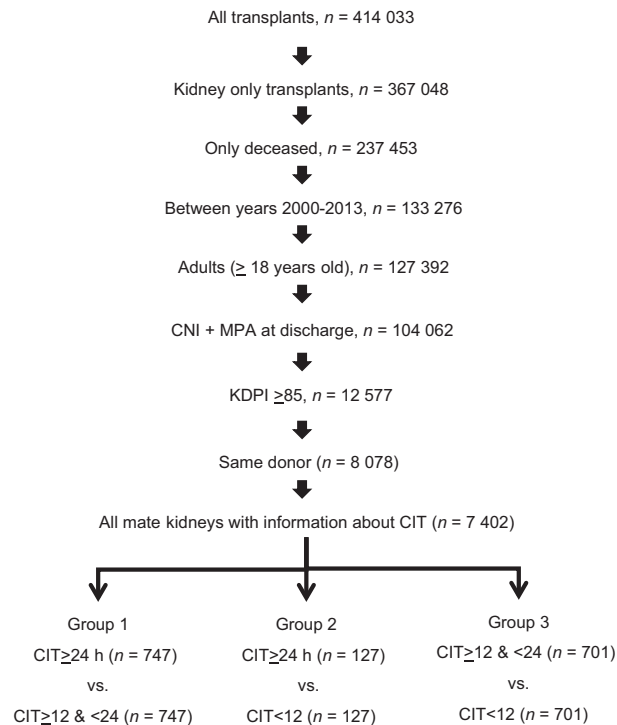 All transplants, n = 414 033
Kidney only transplants, n = 367 048
Only deceased, n = 237 453
Between years 2000-2013, n = 133 276
Adults (≥ 18 years old), n = 127 392
CNI + MPA at discharge, n = 104 062
KDPI ≥85, n = 12 577
Same donor (n = 8 078)
All mate kidneys with information about CIT (n = 7 402)
Group 1
CIT≥24 h (n = 747)
vs.
CIT≥12 & <24 (n = 747)
Group 2
CIT≥24 h (n = 127)
vs.
CIT<12 (n = 127)
Group 3
CIT≥12 & <24 (n = 701)
vs.
CIT<12 (n = 701)